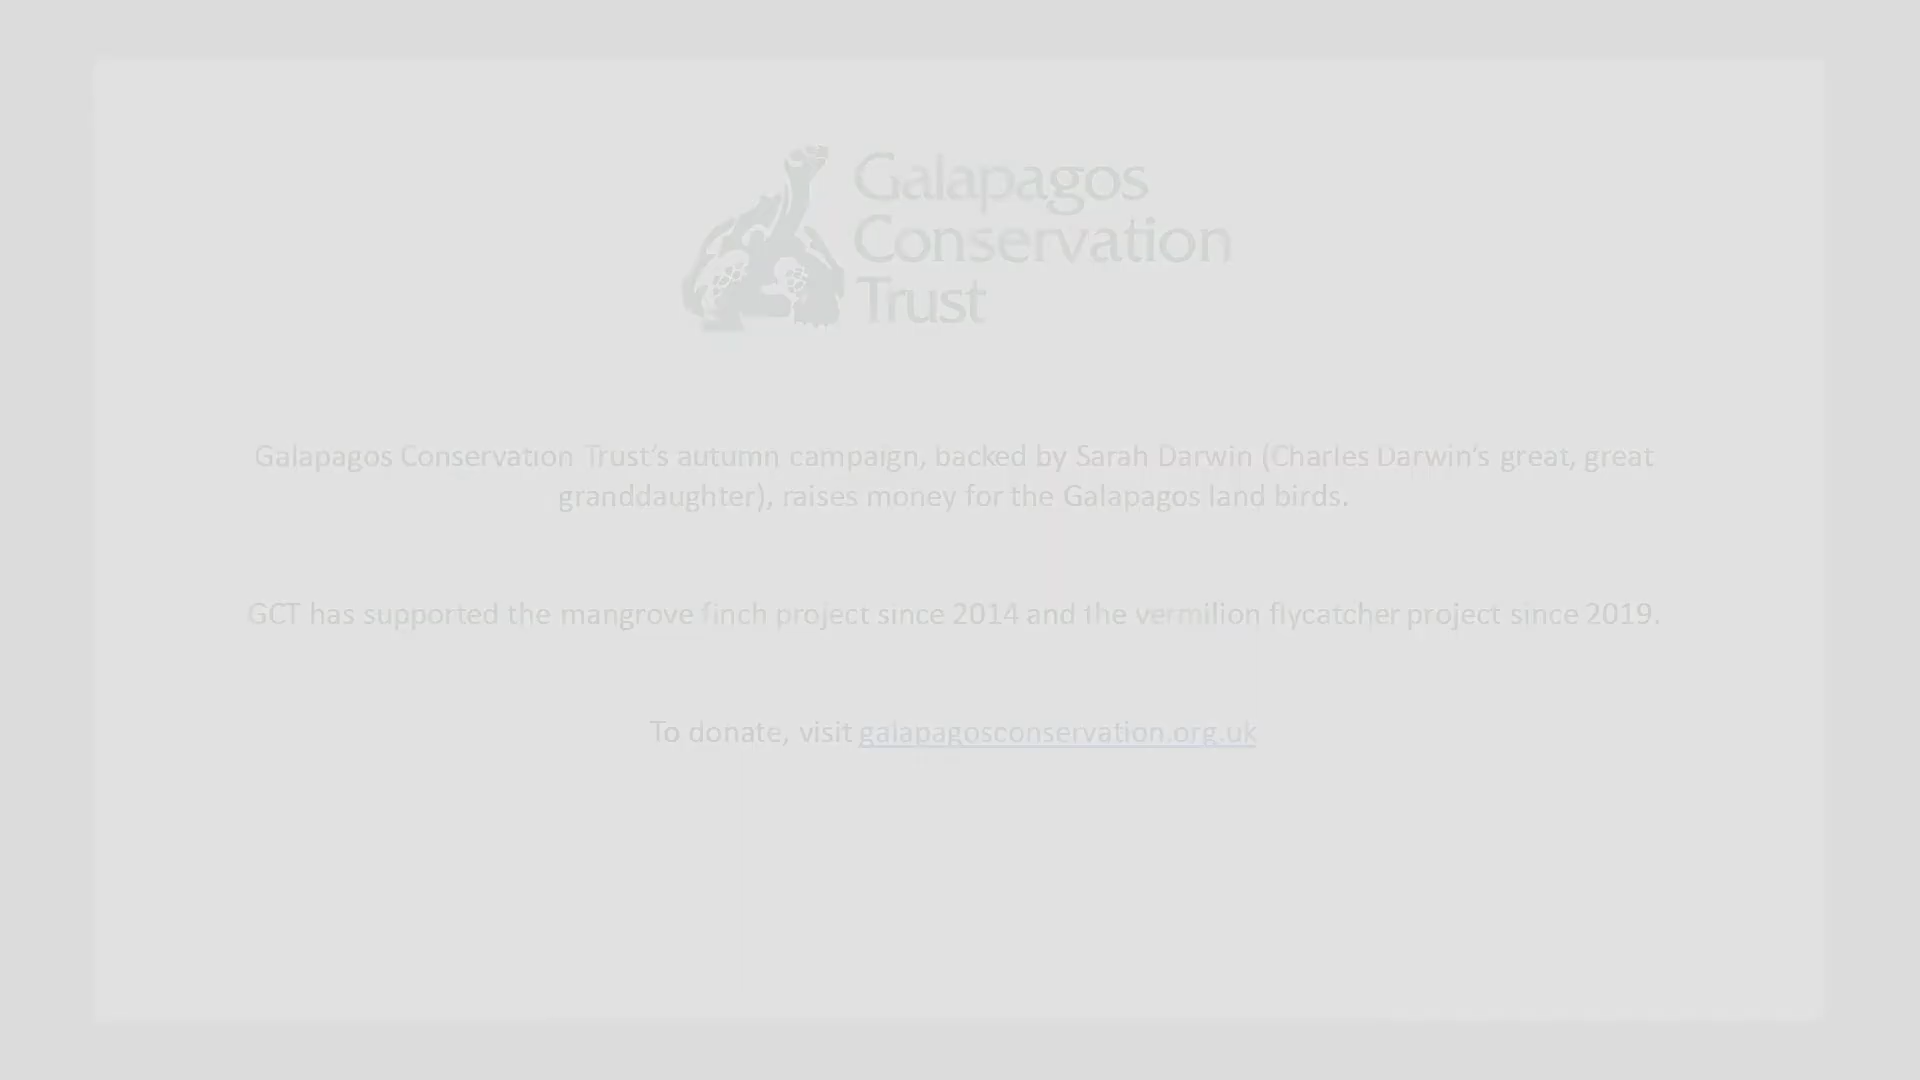 Galapagos
Conservation
Trust
Galapagos Conservation Trust’s autumn campaign, backed by Sarah Darwin (Charles Darwin’s great, great
granddaughter), raises money for the Galapagos land birds.
GCT has supported the mangrove finch project since 2014 and the vermilion flycatcher project since 2019.
To donate, visit galapagosconservation.org.uk